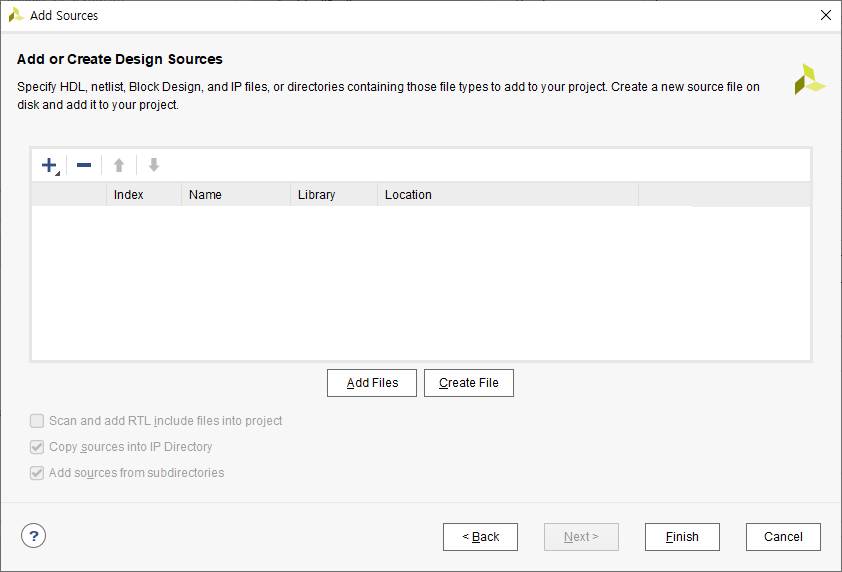 Add Sources
Add or Create Design Sources
Specify HDL, netlist, Block Design, and IP files, or directories containing those file types to add to your project. Create a new source file on
disk and add it to your project.
Index Name Library Location
Add Files Create File
Scan and add RTL include files into project
Copy sources into IP Directory
Add sources from subdirectories
? < Back Next > Finish Cancel